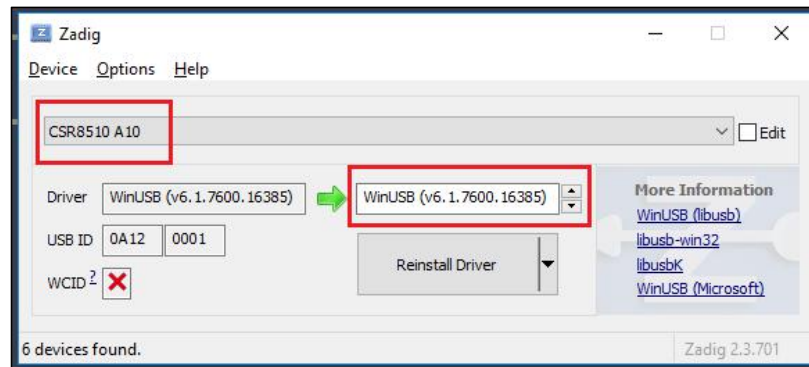 Zadig
Device Options Help
CSR8510 A10 Edit
Driver WinUSB (v6.1.7600.16385) WinUSB (v6.1.7600.16385)
USB ID 0A12 0001
WCID ?
Reinstall Driver
More Information
WinUSB (libusb)
libusb-win32
libusbK
WinUSB (Microsoft)
6 devices found. Zadig 2.3.701